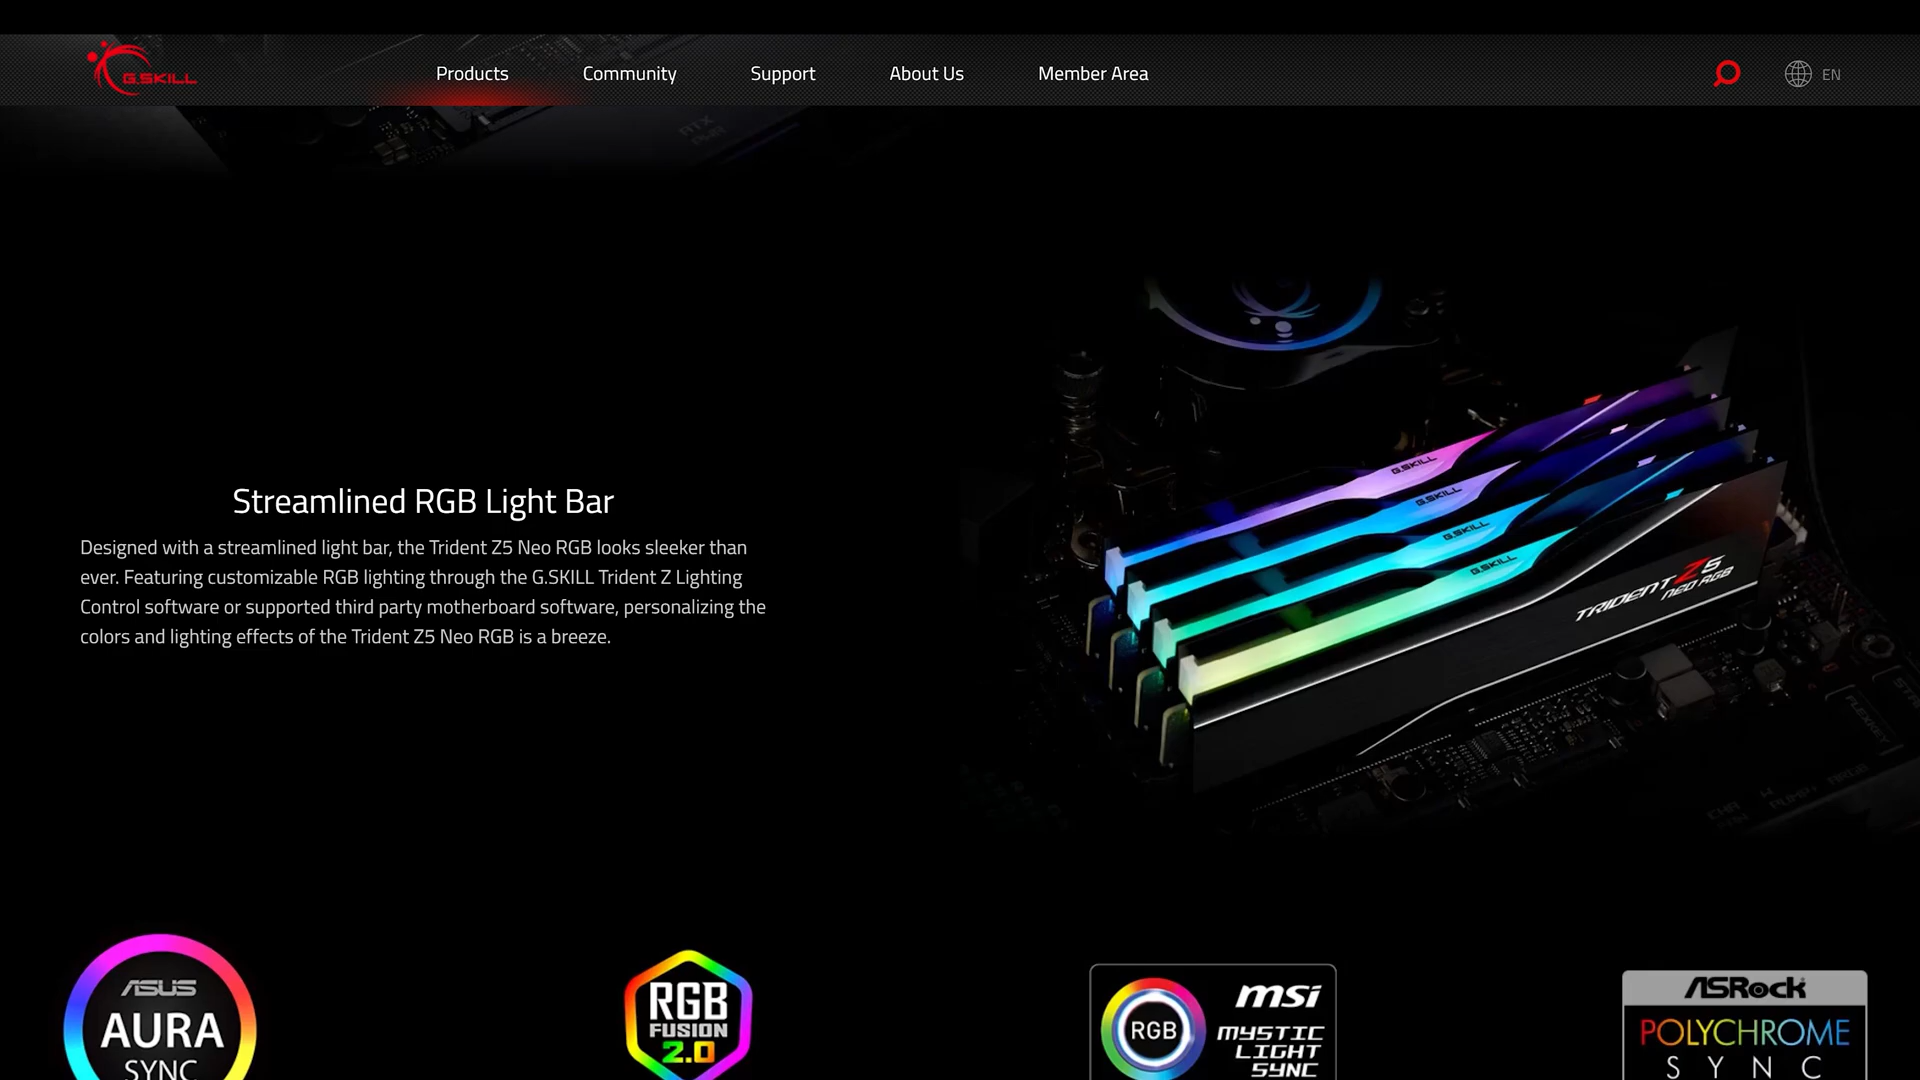 G.SKILL
Products
Community
Support
About Us
Member Area
EN
Streamlined RGB Light Bar
Designed with a streamlined light bar, the Trident Z5 Neo RGB looks sleeker than
ever. Featuring customizable RGB lighting through the G.SKILL Trident Z Lighting
Control software or supported third party motherboard software, personalizing the
colors and lighting effects of the Trident Z5 Neo RGB is a breeze.
G.SKILL
G.SKILL
G.SKILL
G.SKILL
TRIDENT Z5
NEO RGB
FLEXKEY
ASUS
AURA
SYNC
RGB
FUSION
2.0
RGB
msi
MYSTIC
LIGHT
SYNC
ASRock
POLYCHROME
SYNC